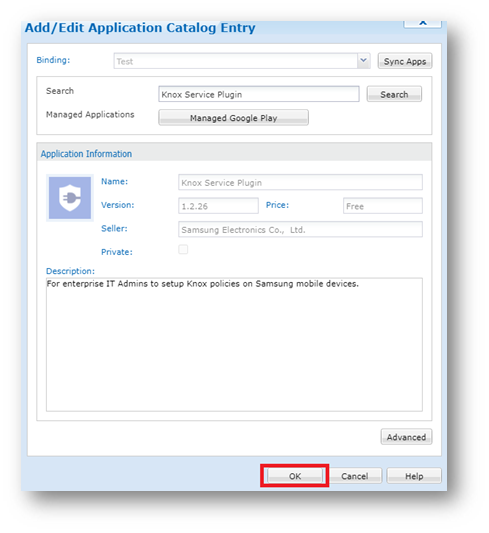 Add/Edit Application Catalog Entry
Binding: Test Sync Apps
Search Knox Service Plugin Search
Managed Applications Managed Google Play
Application Information
Name: Knox Service Plugin
Version: 1.2.26 Price: Free
Seller: Samsung Electronics Co., Ltd.
Private:
Description:
For enterprise IT Admins to setup Knox policies on Samsung mobile devices.
Advanced
OK Cancel Help